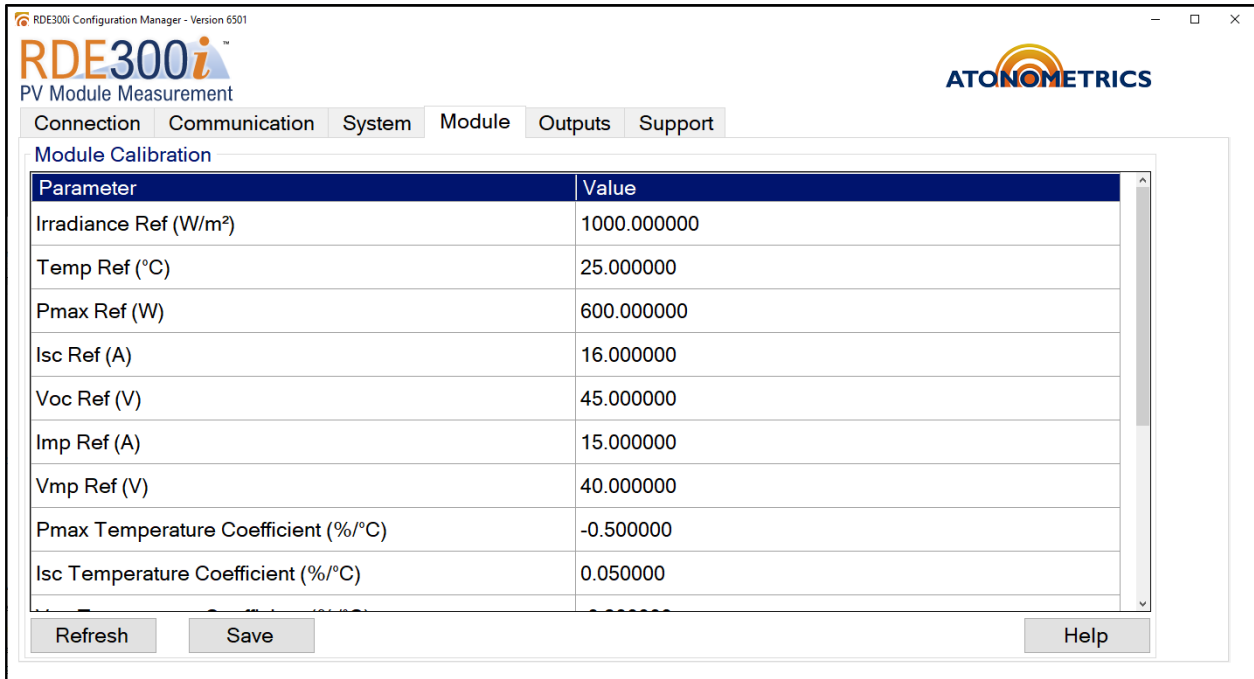 RDE300i Configuration Manager - Version 6501
RDE300i™
PV Module Measurement
ATONOMETRICS
Connection Communication System Module Outputs Support
Module Calibration
Parameter Value
Irradiance Ref (W/m²) 1000.000000
Temp Ref (°C) 25.000000
Pmax Ref (W) 600.000000
Isc Ref (A) 16.000000
Voc Ref (V) 45.000000
Imp Ref (A) 15.000000
Vmp Ref (V) 40.000000
Pmax Temperature Coefficient (%/°C) -0.500000
Isc Temperature Coefficient (%/°C) 0.050000
Refresh Save Help